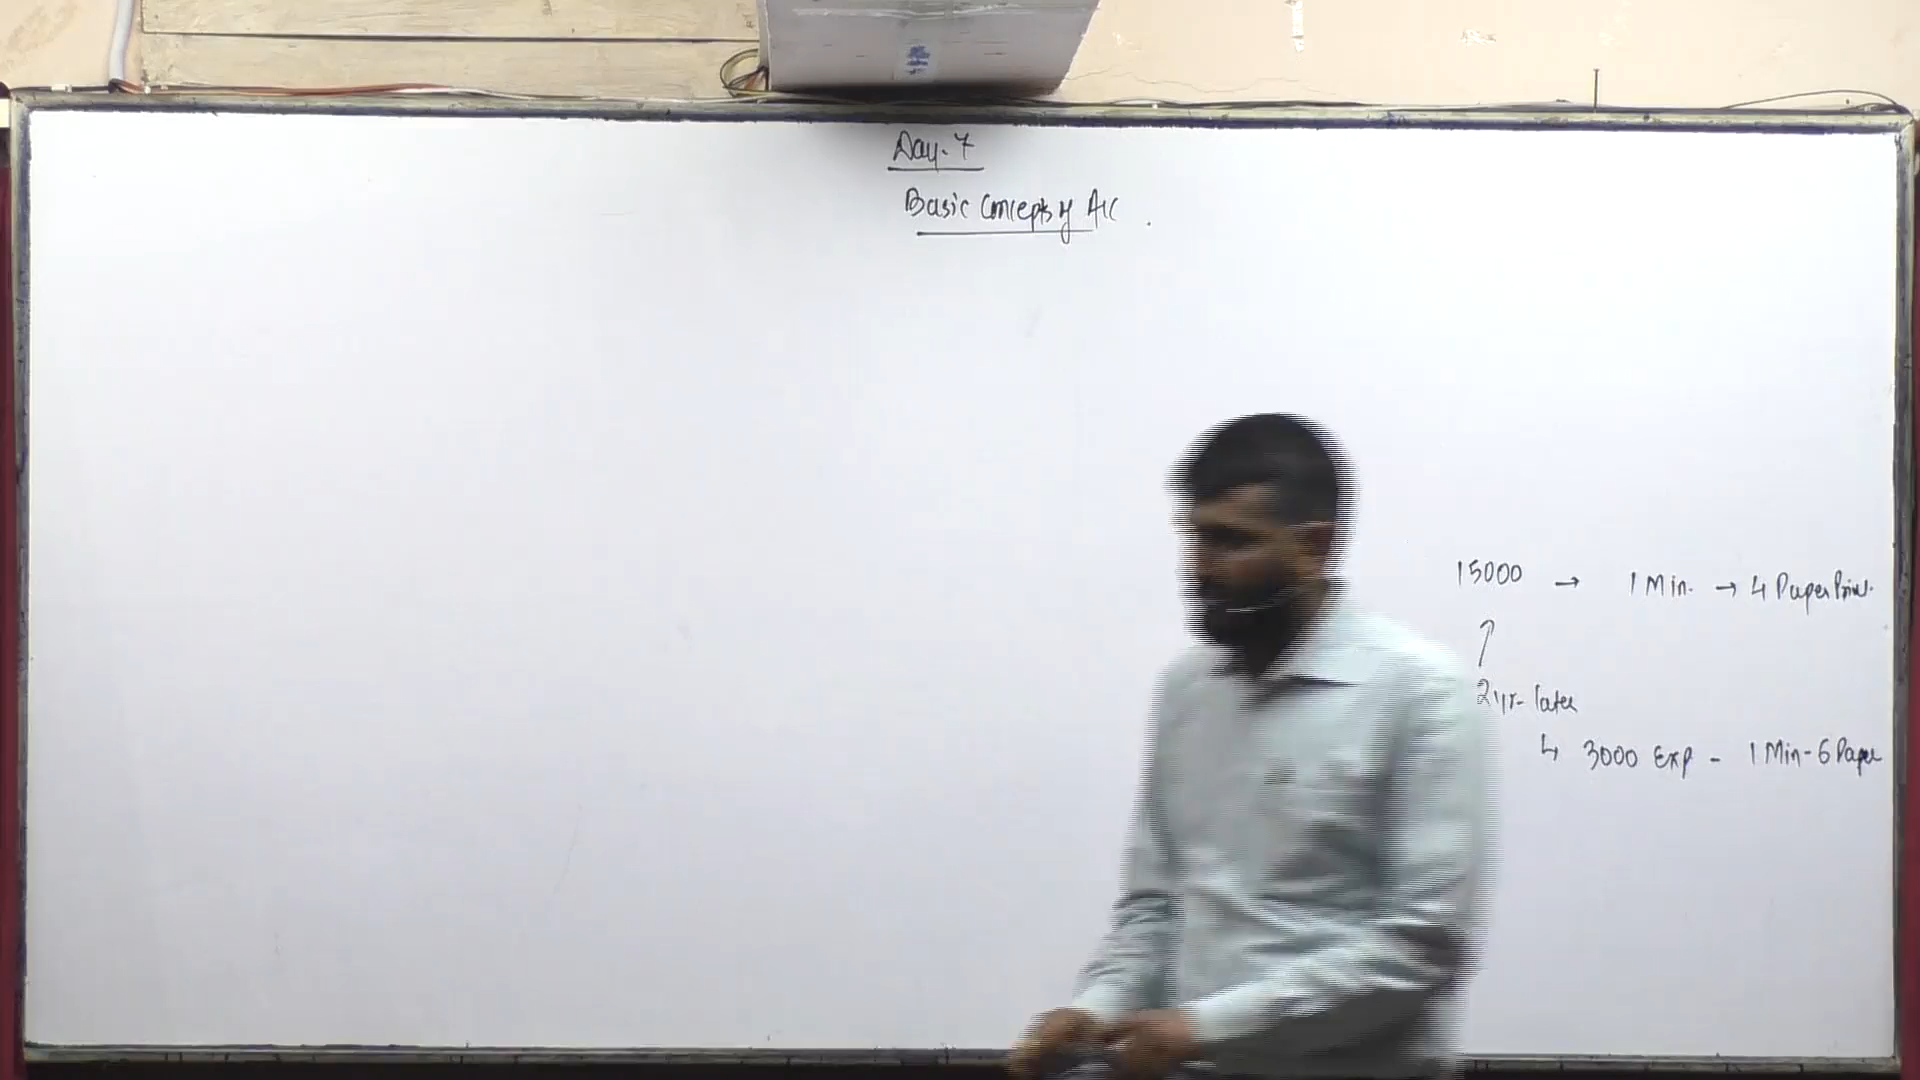 Day-7
Basic Concepts of A/c
15000 → 1 Min. → 4 Paper Print.
↑
2 yr- later
↳ 3000 Exp - 1 Min - 6 Paper